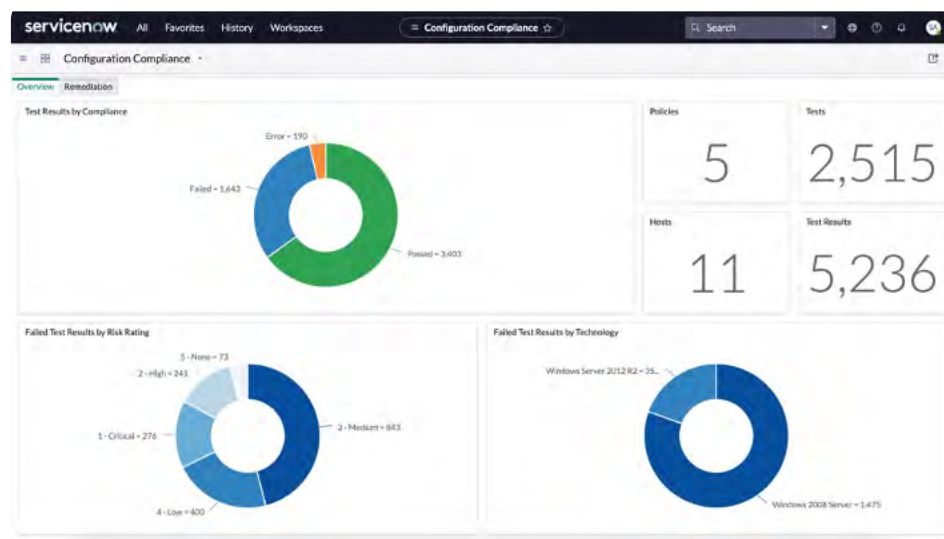 servicenow All Favorites History Workspaces Configuration Compliance Search SA
Configuration Compliance
Overview Remediation
Test Results by Compliance
Error = 190
Failed = 1,643
Passed = 3,403
Policies
5
Tests
2,515
Hosts
11
Test Results
5,236
Failed Test Results by Risk Rating
5 - None = 73
2 - High = 241
1 - Critical = 276
3 - Medium = 843
4 - Low = 400
Failed Test Results by Technology
Windows Server 2012 R2 = 35...
Windows 2008 Server = 1,475